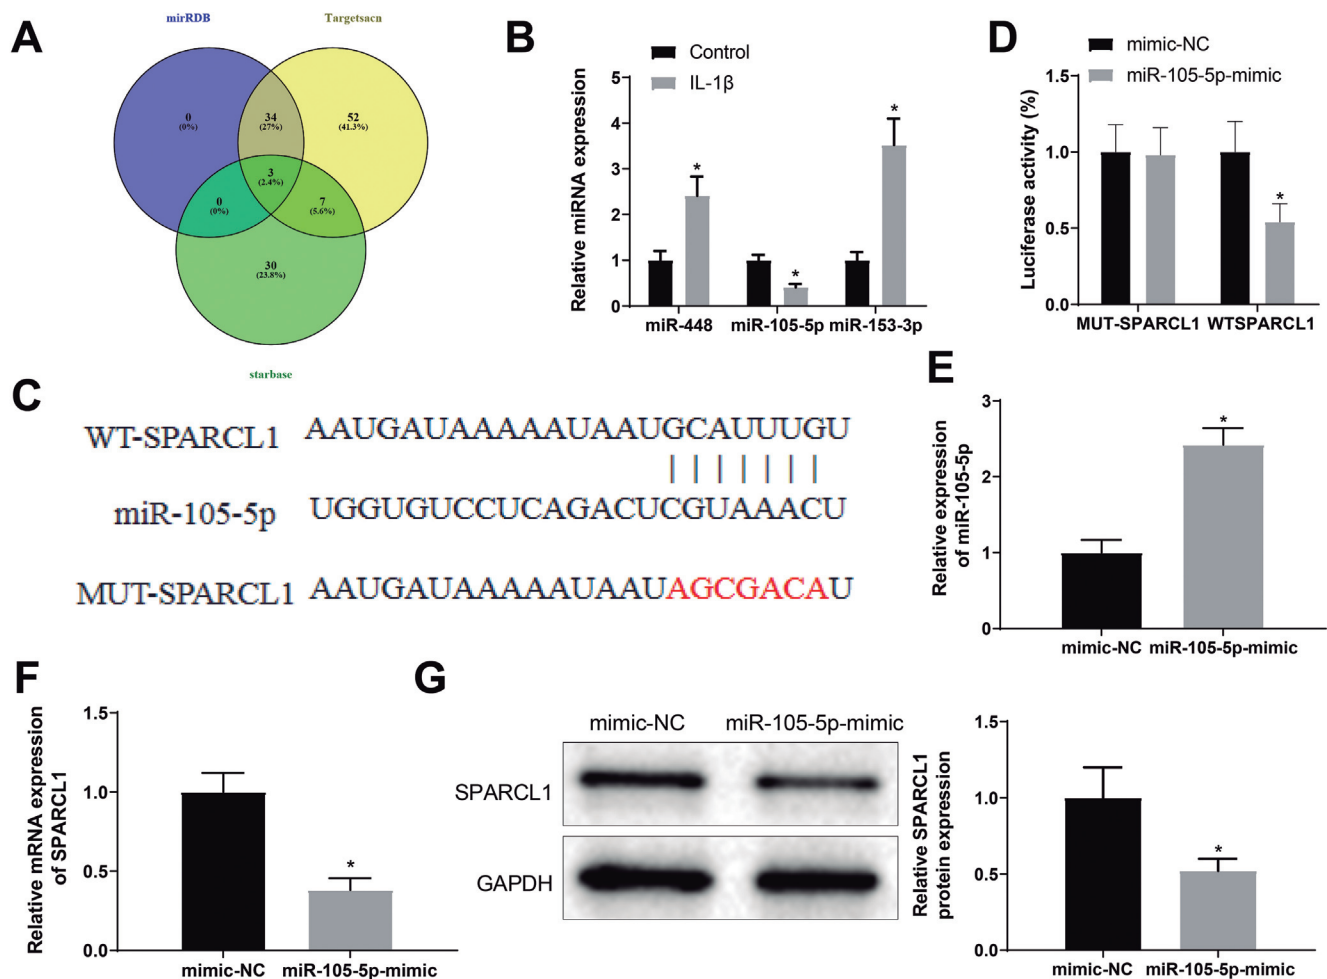 A
mirRDB
Targetsacn
0
(0%)
34
(27%)
52
(41.3%)
3
(2.4%)
0
(0%)
7
(5.6%)
30
(23.8%)
starbase
B
Control
IL-1β
Relative miRNA expression
5
4
3
2
1
0
*
*
*
miR-448
miR-105-5p
miR-153-3p
D
mimic-NC
miR-105-5p-mimic
Luciferase activity (%)
1.5
1.0
0.5
0.0
*
MUT-SPARCL1
WTSPARCL1
C
WT-SPARCL1 AAUGAUAAAAAUAAUGCAUUUGU
miR-105-5p UGGUGUCCUCAGACUCGUAAACU
MUT-SPARCL1 AAUGAUAAAAAUAAUAGCGACAU
E
Relative expression
of miR-105-5p
3
2
1
0
*
mimic-NC
miR-105-5p-mimic
F
Relative mRNA expression
of SPARCL1
1.5
1.0
0.5
0.0
*
mimic-NC
miR-105-5p-mimic
G
mimic-NC
miR-105-5p-mimic
SPARCL1
GAPDH
Relative SPARCL1
protein expression
1.5
1.0
0.5
0.0
*
mimic-NC
miR-105-5p-mimic